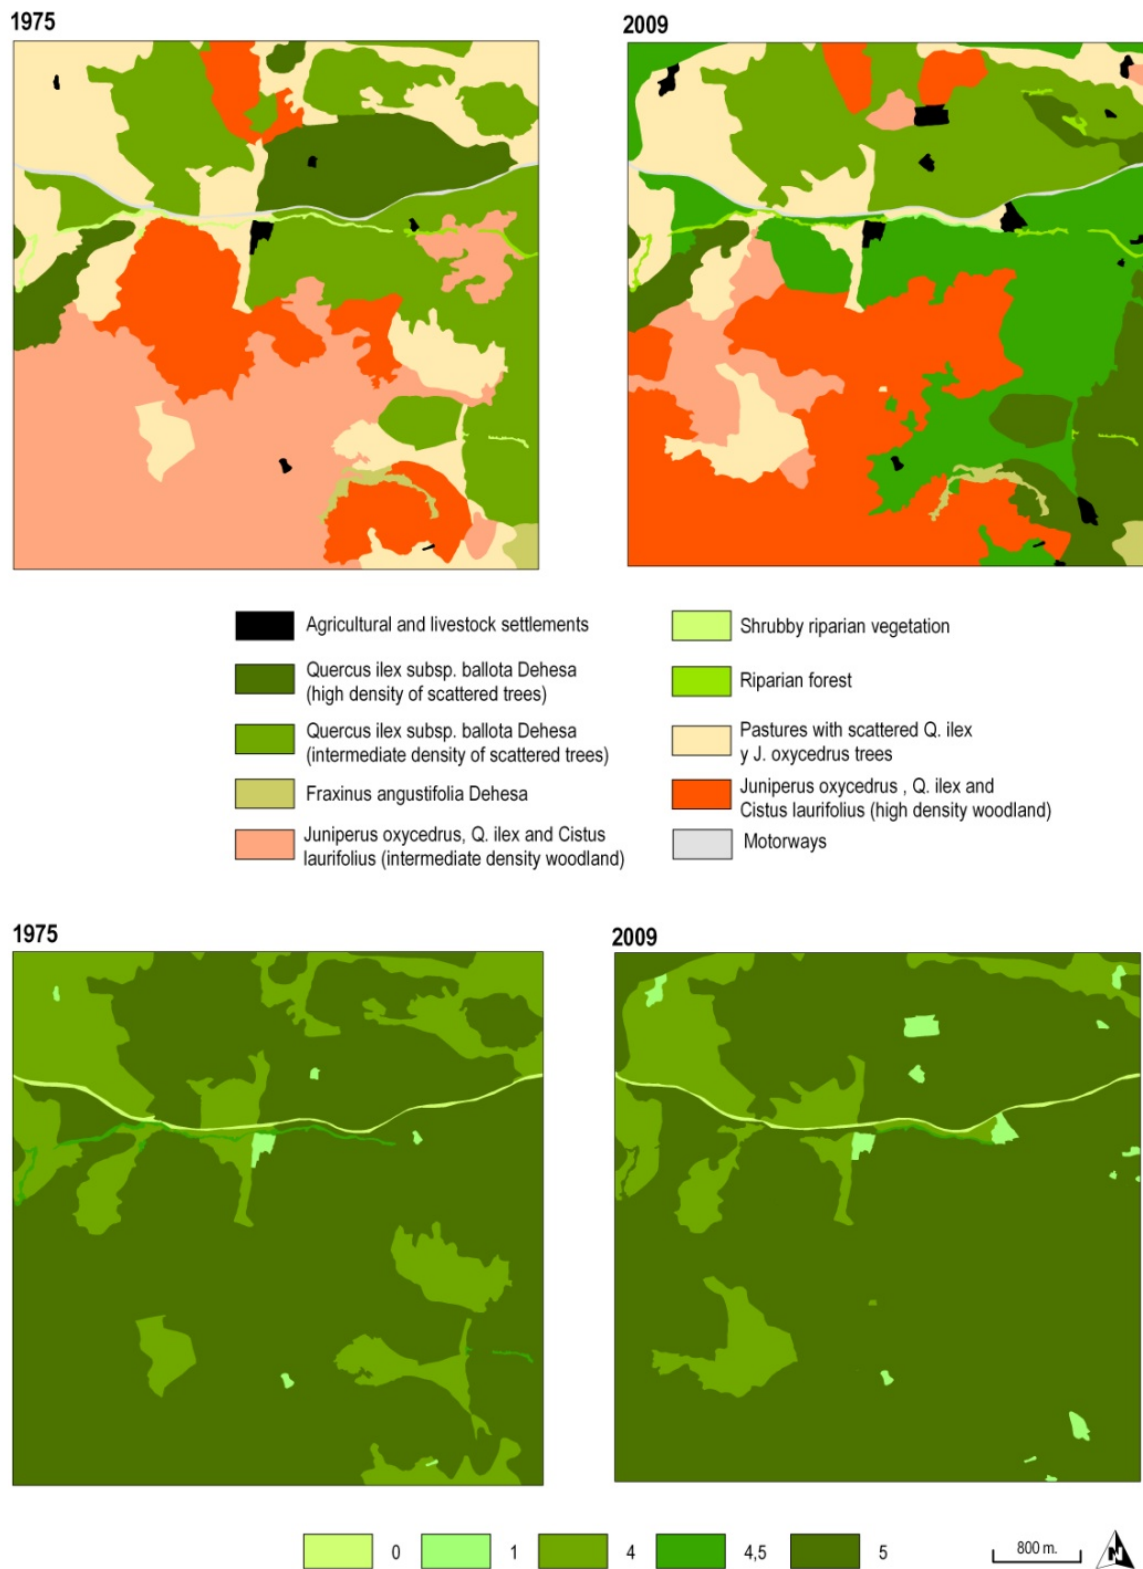 1975
2009
Agricultural and livestock settlements
Quercus ilex subsp. ballota Dehesa
(high density of scattered trees)
Quercus ilex subsp. ballota Dehesa
(intermediate density of scattered trees)
Fraxinus angustifolia Dehesa
Juniperus oxycedrus, Q. ilex and Cistus
laurifolius (intermediate density woodland)
Shrubby riparian vegetation
Riparian forest
Pastures with scattered Q. ilex
y J. oxycedrus trees
Juniperus oxycedrus , Q. ilex and
Cistus laurifolius (high density woodland)
Motorways
1975
2009
0
1
4
4,5
5
800 m.
N